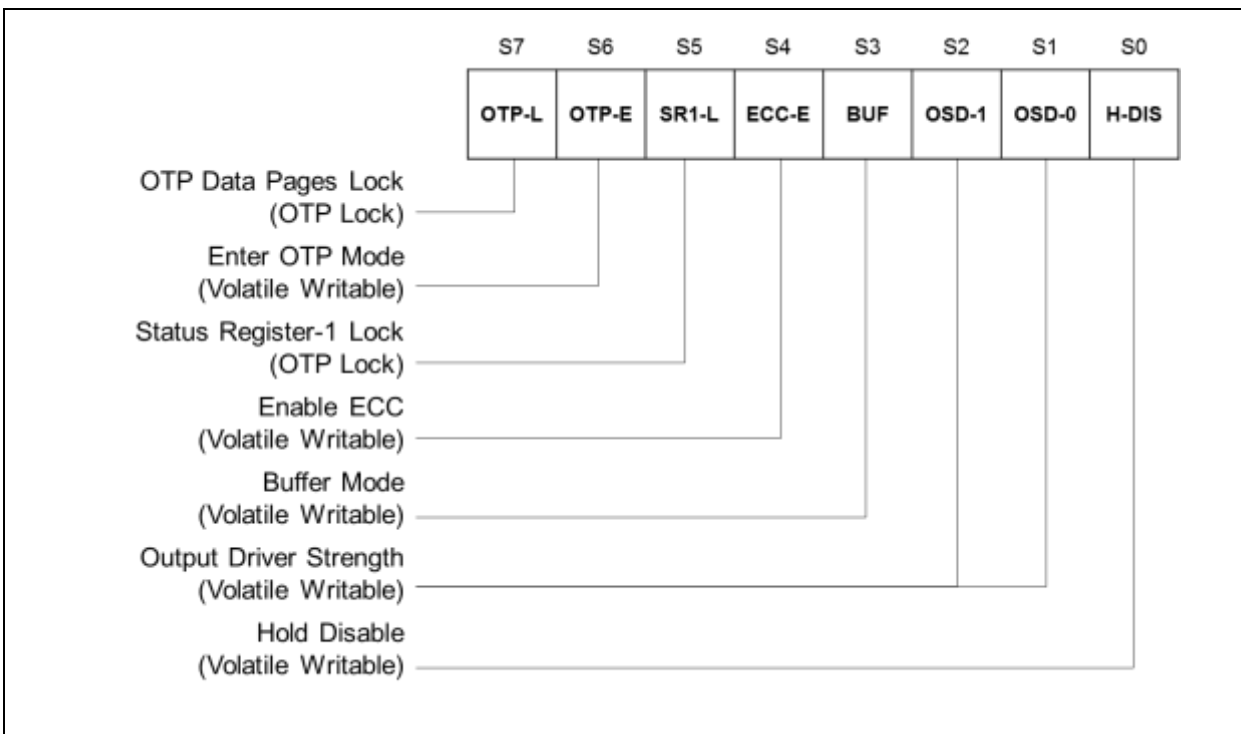 S7 S6 S5 S4 S3 S2 S1 S0
OTP-L OTP-E SR1-L ECC-E BUF OSD-1 OSD-0 H-DIS
OTP Data Pages Lock
(OTP Lock)
Enter OTP Mode
(Volatile Writable)
Status Register-1 Lock
(OTP Lock)
Enable ECC
(Volatile Writable)
Buffer Mode
(Volatile Writable)
Output Driver Strength
(Volatile Writable)
Hold Disable
(Volatile Writable)